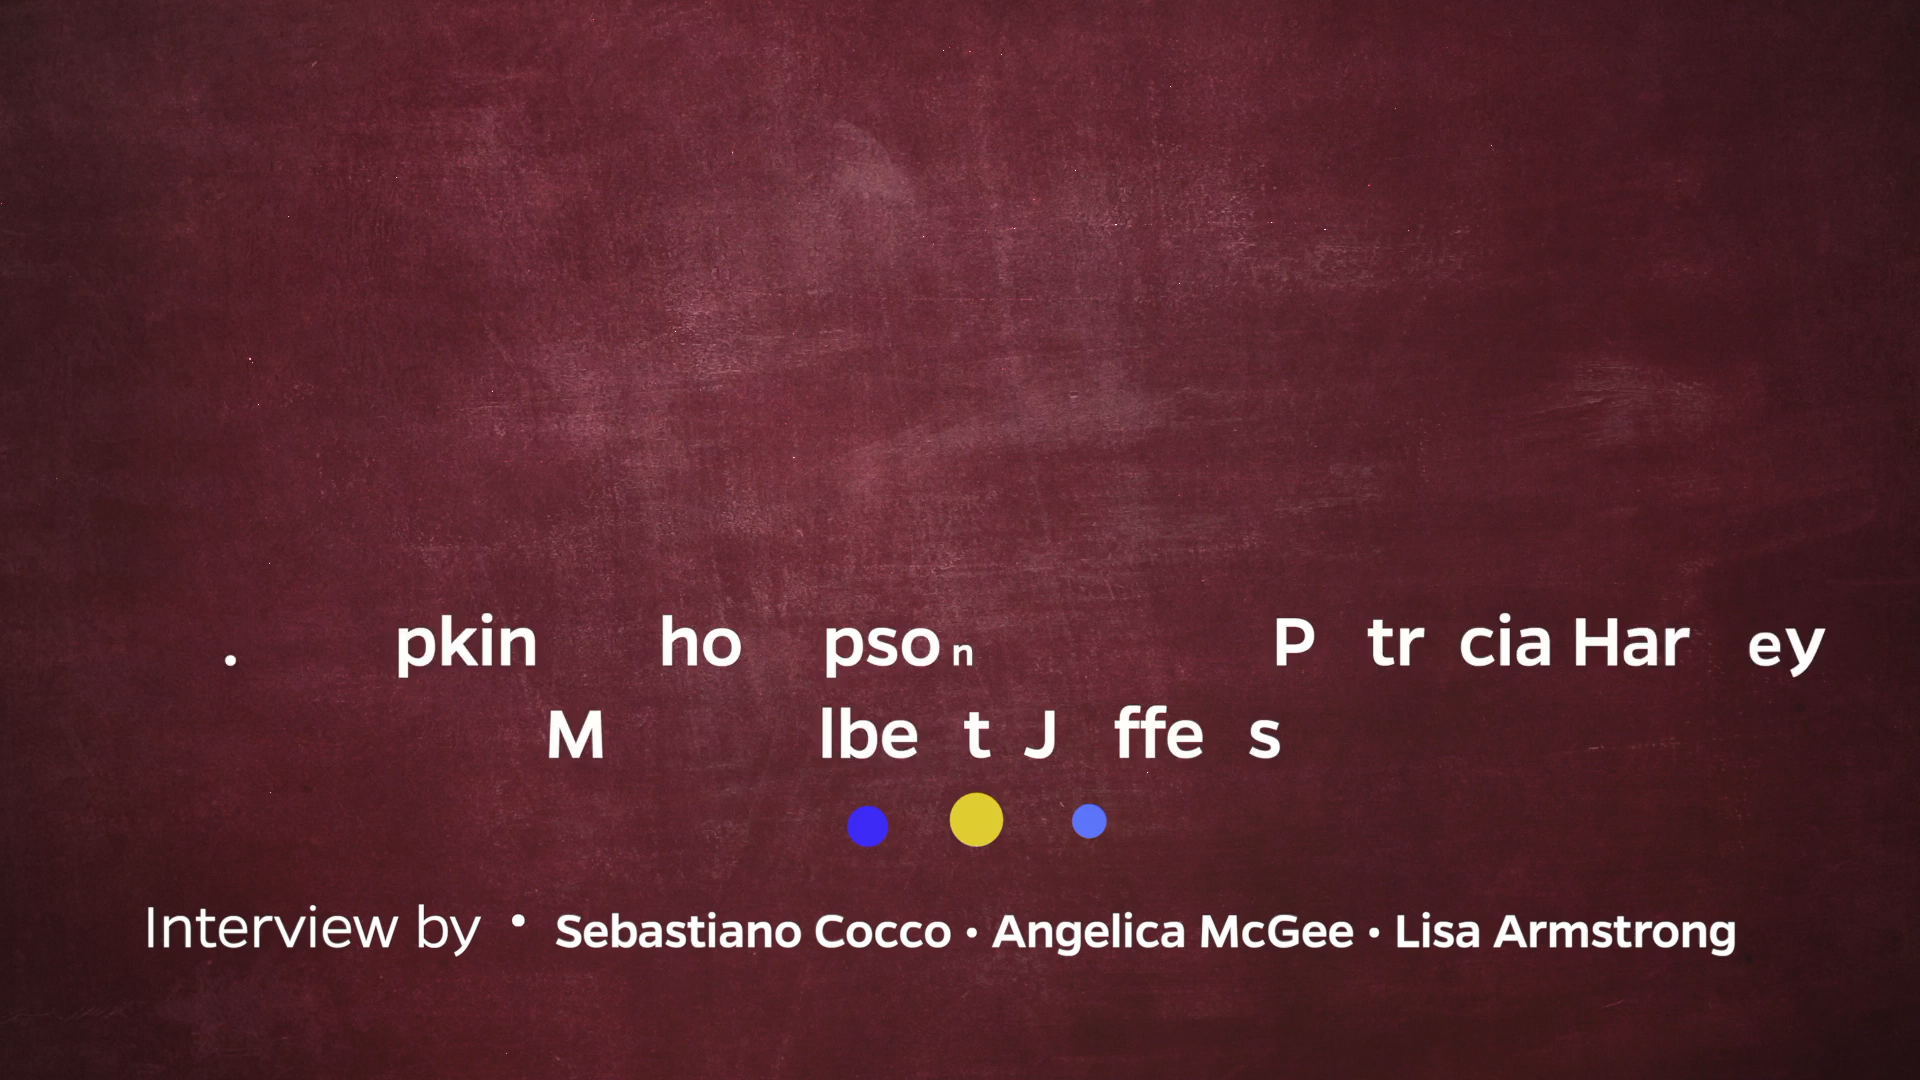 . pkin ho pso n P tr cia Har ey
M lbe t J ffe s
Interview by • Sebastiano Cocco • Angelica McGee • Lisa Armstrong